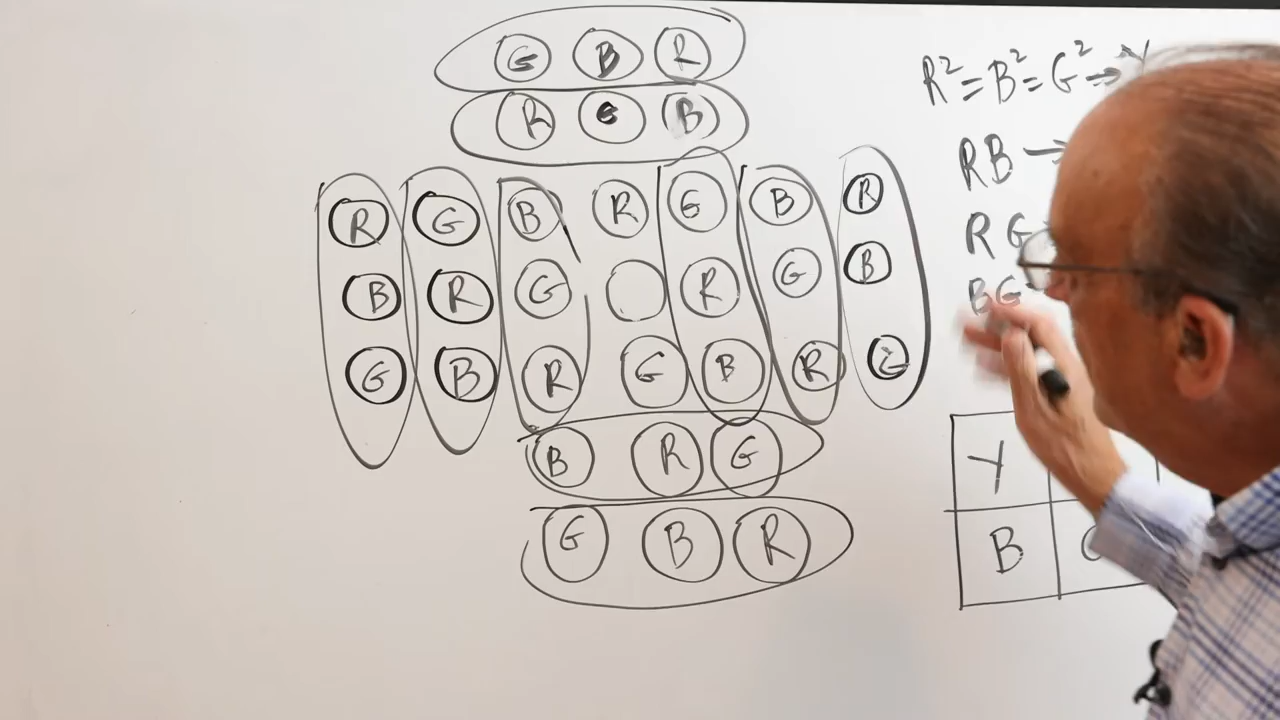 G B R
R G B
R G B R G B R
B R G R G B
G B R G B R G
B R G
G B R
R² = B² = G² → Y
RB →
RG
BG
Y
B